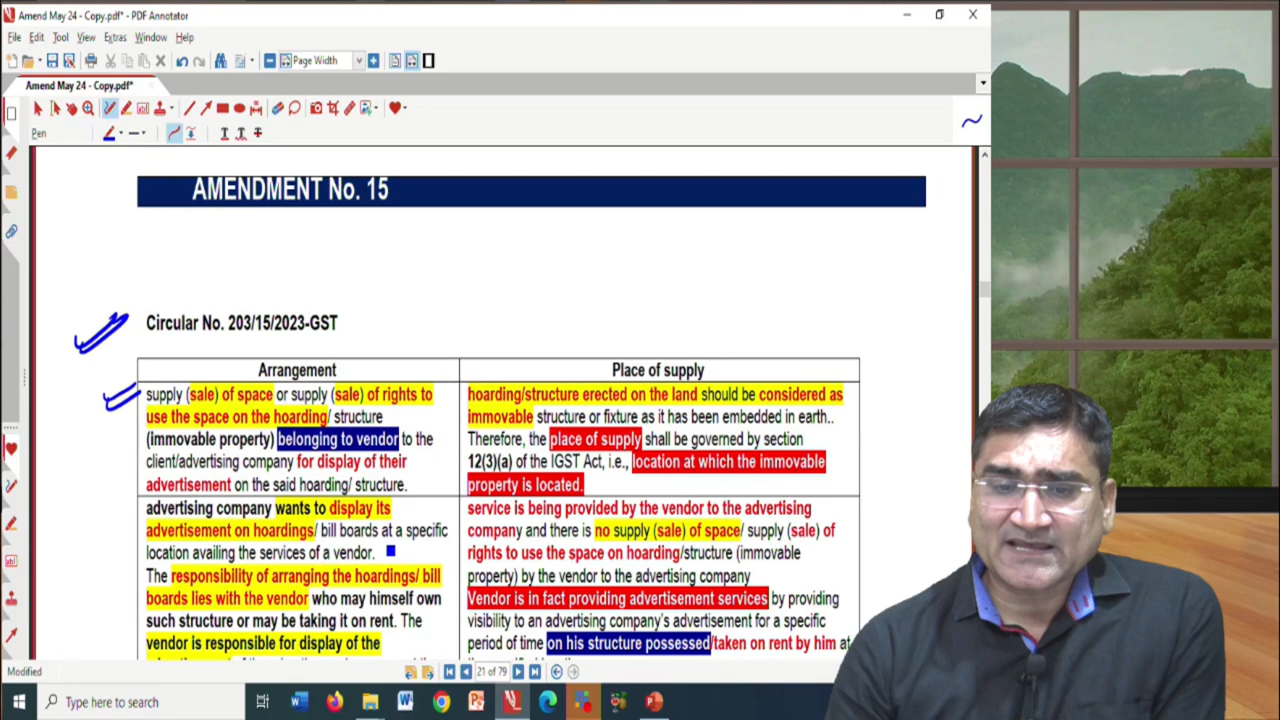 Amend May 24 - Copy.pdf* - PDF Annotator
File Edit Tool View Extras Window Help
Page Width
Amend May 24 - Copy.pdf*
Pen
AMENDMENT No. 15
Circular No. 203/15/2023-GST
Arrangement
supply (sale) of space or supply (sale) of rights to
use the space on the hoarding/ structure
(immovable property) belonging to vendor to the
client/advertising company for display of their
advertisement on the said hoarding/ structure.
Place of supply
hoarding/structure erected on the land should be considered as
immovable structure or fixture as it has been embedded in earth..
Therefore, the place of supply shall be governed by section
12(3)(a) of the IGST Act, i.e., location at which the immovable
property is located.
advertising company wants to display its
advertisement on hoardings/ bill boards at a specific
location availing the services of a vendor.
The responsibility of arranging the hoardings/ bill
boards lies with the vendor who may himself own
such structure or may be taking it on rent. The
vendor is responsible for display of the
service is being provided by the vendor to the advertising
company and there is no supply (sale) of space/ supply (sale) of
rights to use the space on hoarding/structure (immovable
property) by the vendor to the advertising company
Vendor is in fact providing advertisement services by providing
visibility to an advertising company's advertisement for a specific
period of time on his structure possessed/taken on rent by him at
Modified
21 of 79
Type here to search